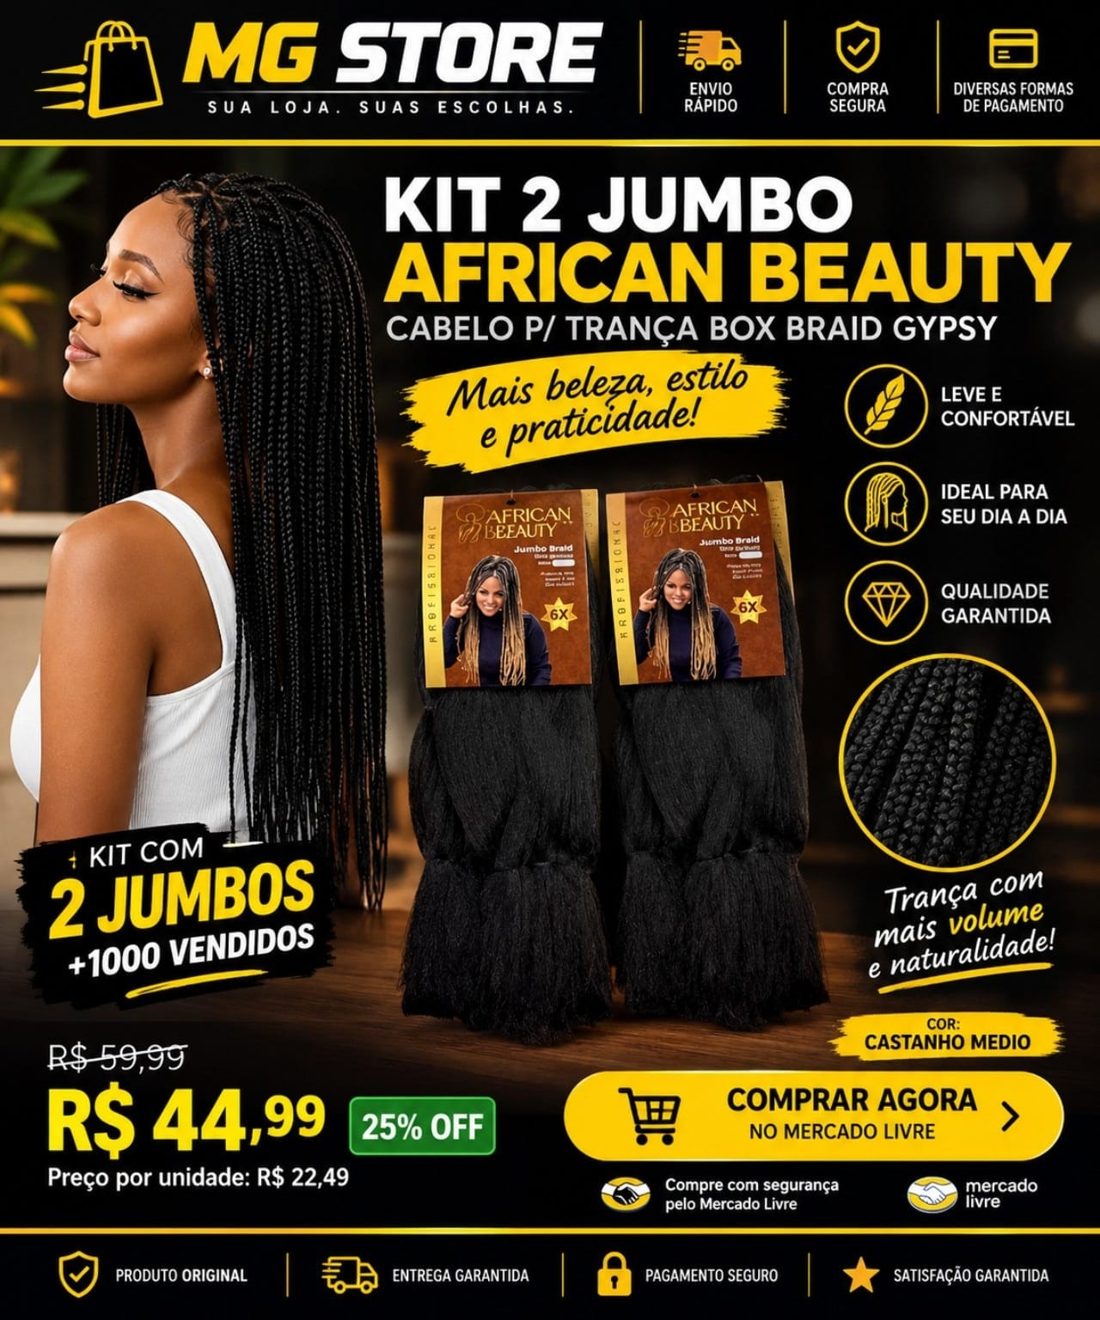 MG STORE
SUA LOJA. SUAS ESCOLHAS.
ENVIO
RÁPIDO
COMPRA
SEGURA
DIVERSAS FORMAS
DE PAGAMENTO
KIT 2 JUMBO
AFRICAN BEAUTY
CABELO P/ TRANÇA BOX BRAID GYPSY
Mais beleza, estilo
e praticidade!
LEVE E
CONFORTÁVEL
IDEAL PARA
SEU DIA A DIA
QUALIDADE
GARANTIDA
AFRICAN
BEAUTY
Jumbo Braid
6X
AFRICAN
BEAUTY
Jumbo Braid
6X
Trança com
mais volume
e naturalidade!
KIT COM
2 JUMBOS
+1000 VENDIDOS
COR:
CASTANHO MEDIO
R$ 59,99
R$ 44,99
25% OFF
Preço por unidade: R$ 22,49
COMPRAR AGORA
NO MERCADO LIVRE
Compre com segurança
pelo Mercado Livre
mercado
livre
PRODUTO ORIGINAL
ENTREGA GARANTIDA
PAGAMENTO SEGURO
SATISFAÇÃO GARANTIDA